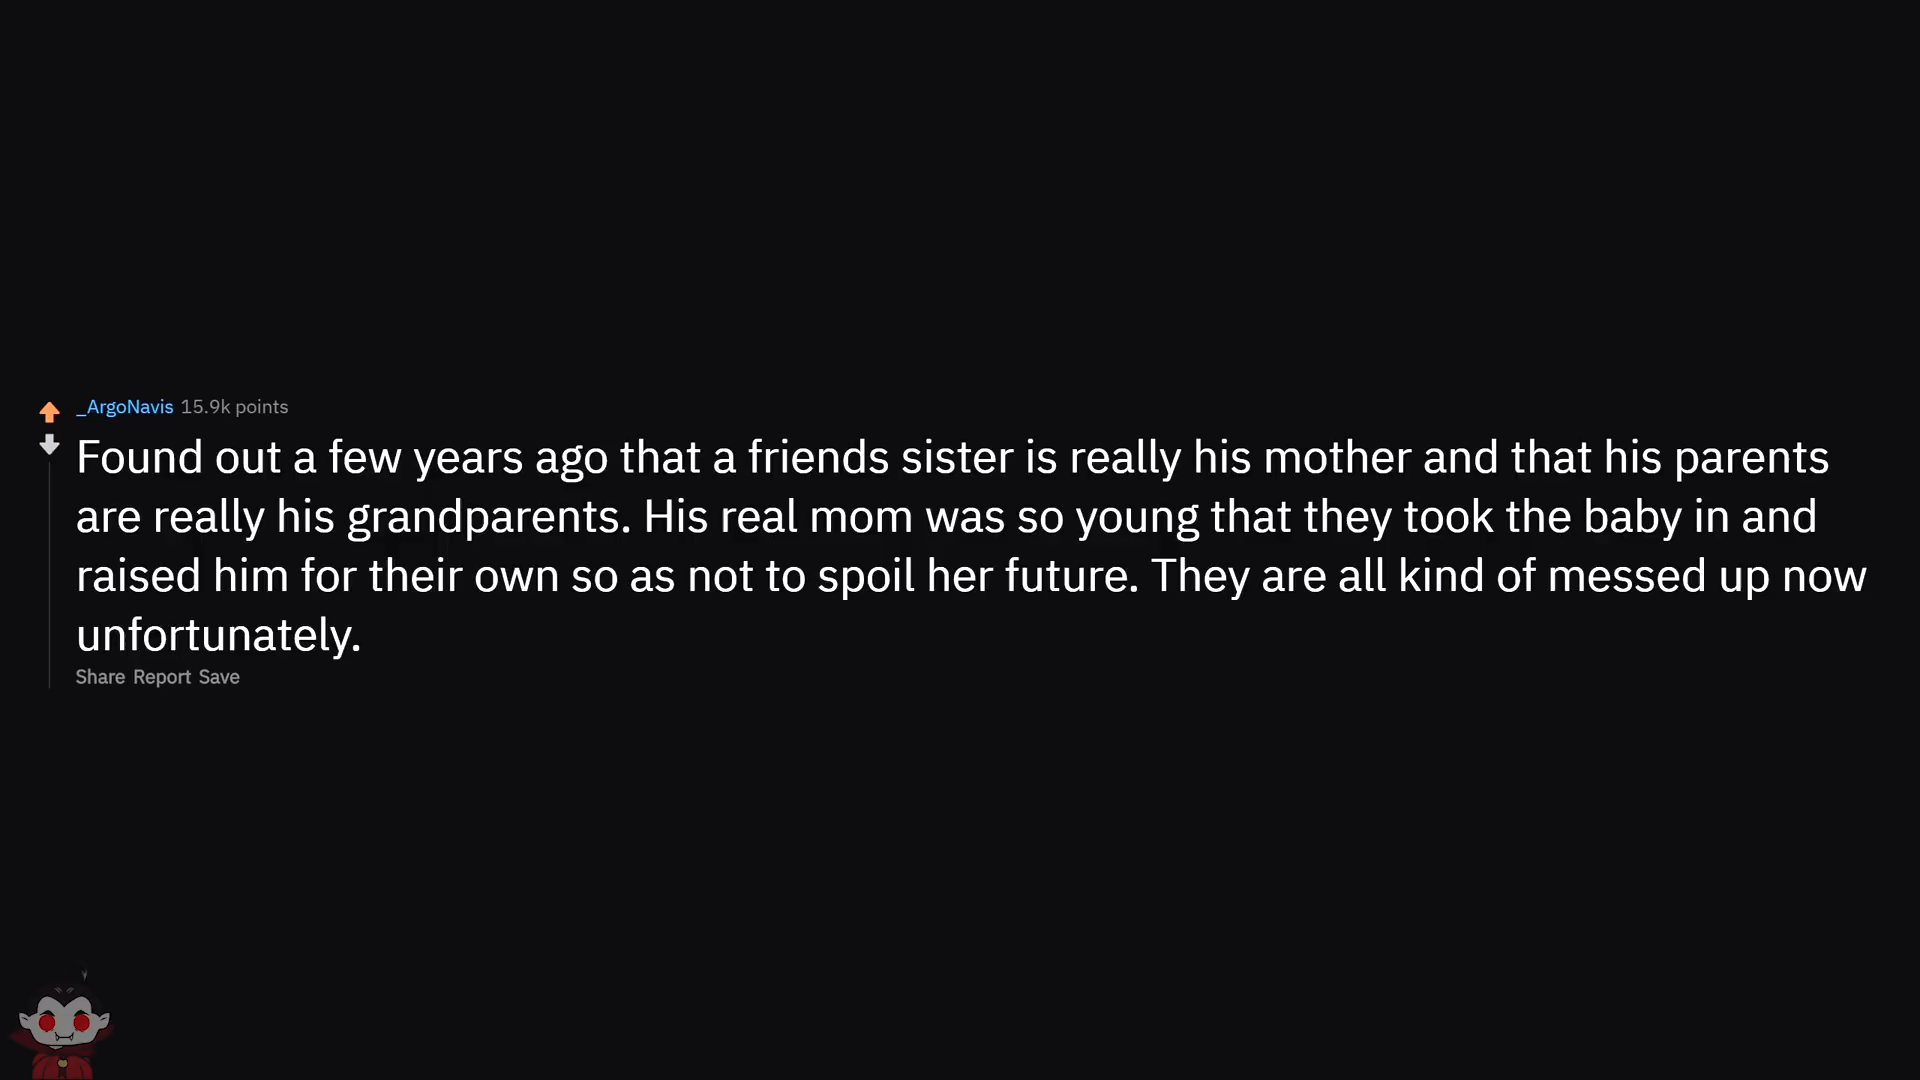 _ArgoNavis 15.9k points
Found out a few years ago that a friends sister is really his mother and that his parents
are really his grandparents. His real mom was so young that they took the baby in and
raised him for their own so as not to spoil her future. They are all kind of messed up now
unfortunately.
Share Report Save